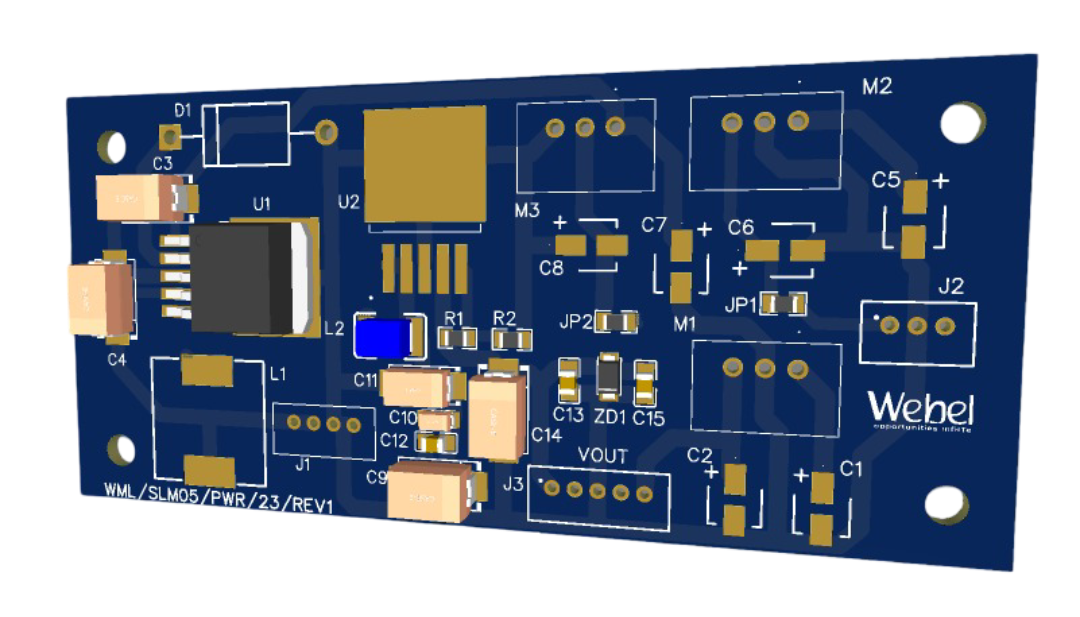 D1
M2
C3
C5
U1
U2
M3
C7
C6
C8
J2
JP1
L2
R1
R2
JP2
M1
C4
L1
C11
Webel
opportunities infinite
C10
C13
ZD1
C15
C12
C14
J1
VOUT
C2
C1
C9
J3
WML/SLM05/PWR/23/REV1